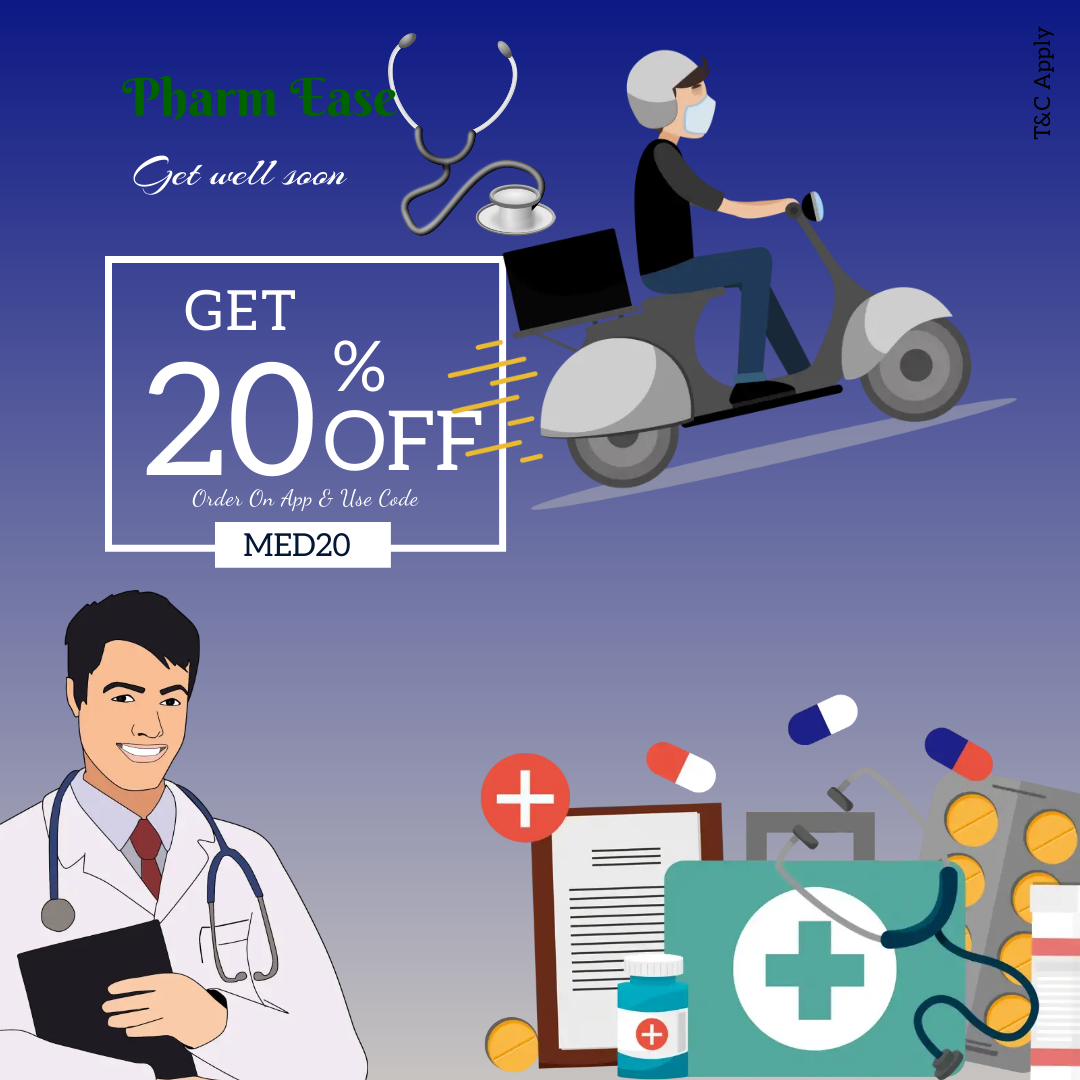 Pharm Ease
Get well soon
T&C Apply
GET
20%
OFF
Order On App & Use Code
MED20